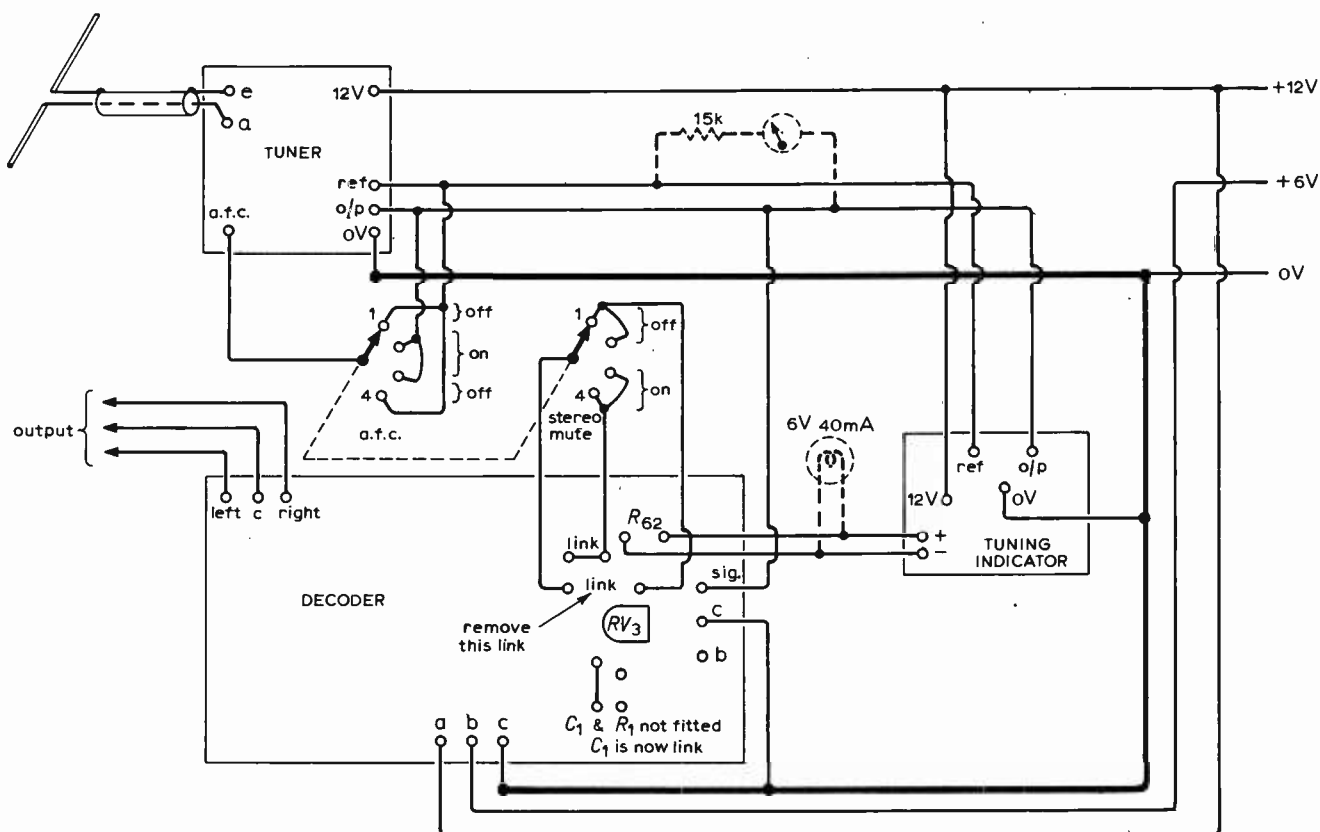 e
12V
+12V
a
15k
TUNER
ref
+6V
o/p
a.f.c.
0V
0V
1
} off
1
} off
} on
} on
4
} off
4
a.f.c.
stereo
mute
output {
6V 40mA
ref
o/p
left c right
12V
0V
R62
+
link
−
TUNING
INDICATOR
sig.
DECODER
link
c
remove
this link
RV3
b
C1 & R1 not fitted
C1 is now link
a b c